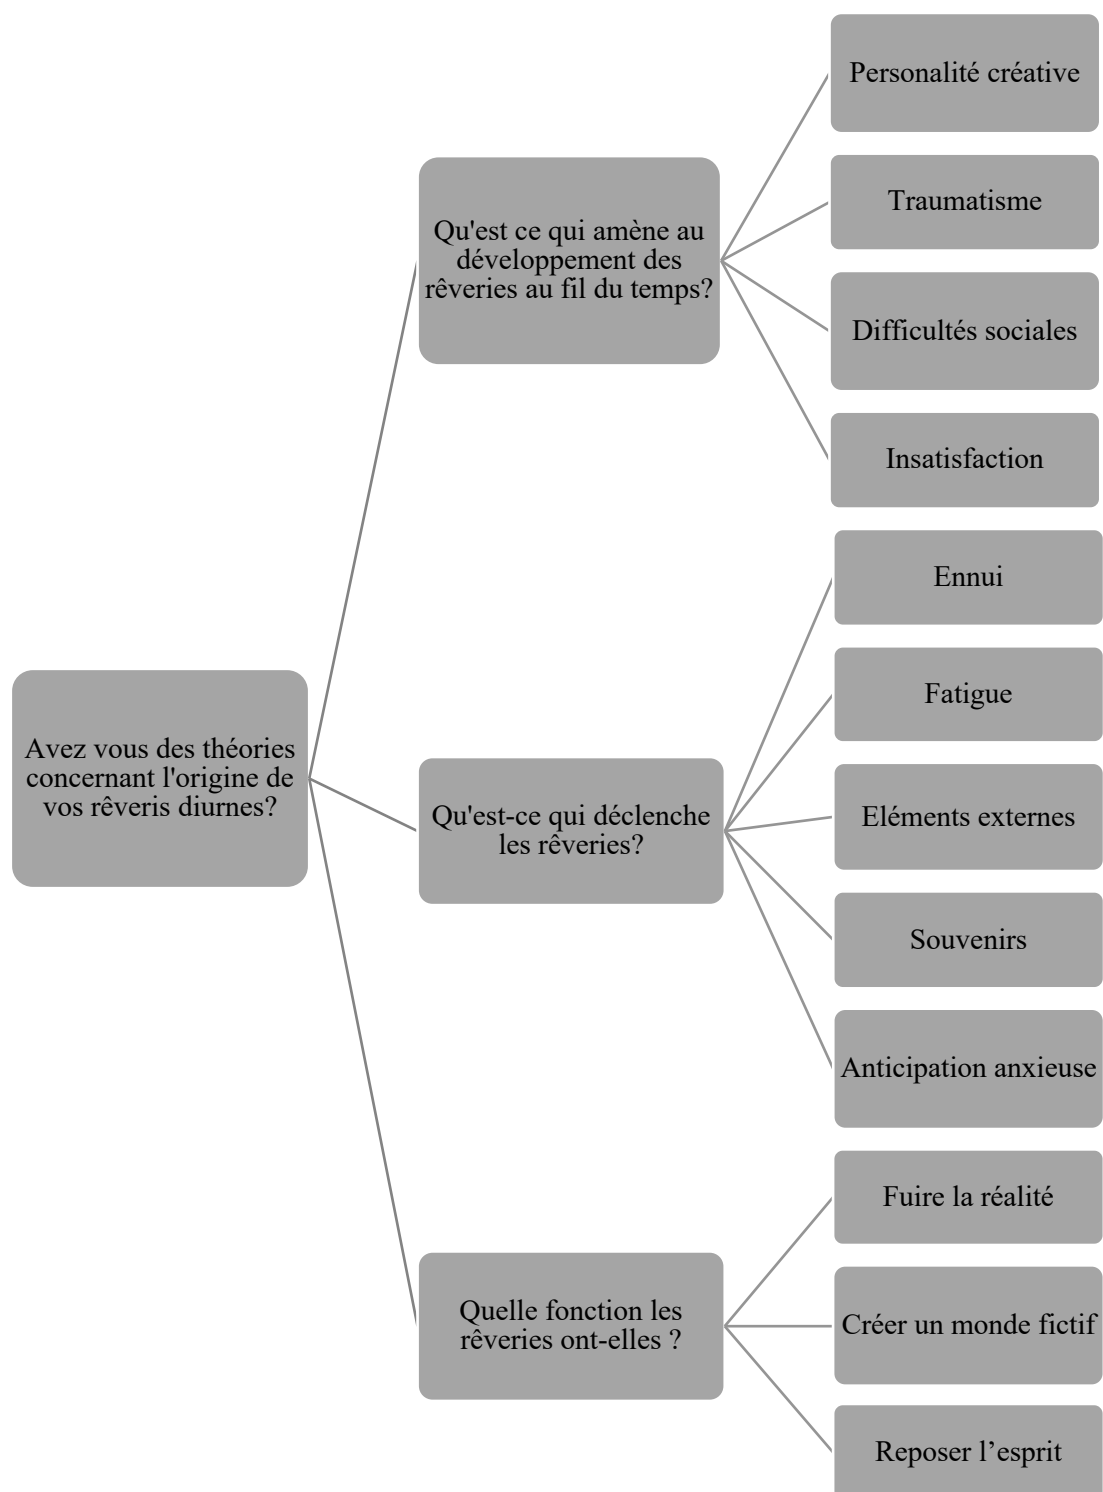 Avez vous des théories
concernant l'origine de
vos rêveris diurnes?
Qu'est ce qui amène au
développement des
rêveries au fil du temps?
Personalité créative
Traumatisme
Difficultés sociales
Insatisfaction
Qu'est-ce qui déclenche
les rêveries?
Ennui
Fatigue
Eléments externes
Souvenirs
Anticipation anxieuse
Quelle fonction les
rêveries ont-elles ?
Fuire la réalité
Créer un monde fictif
Reposer l’esprit